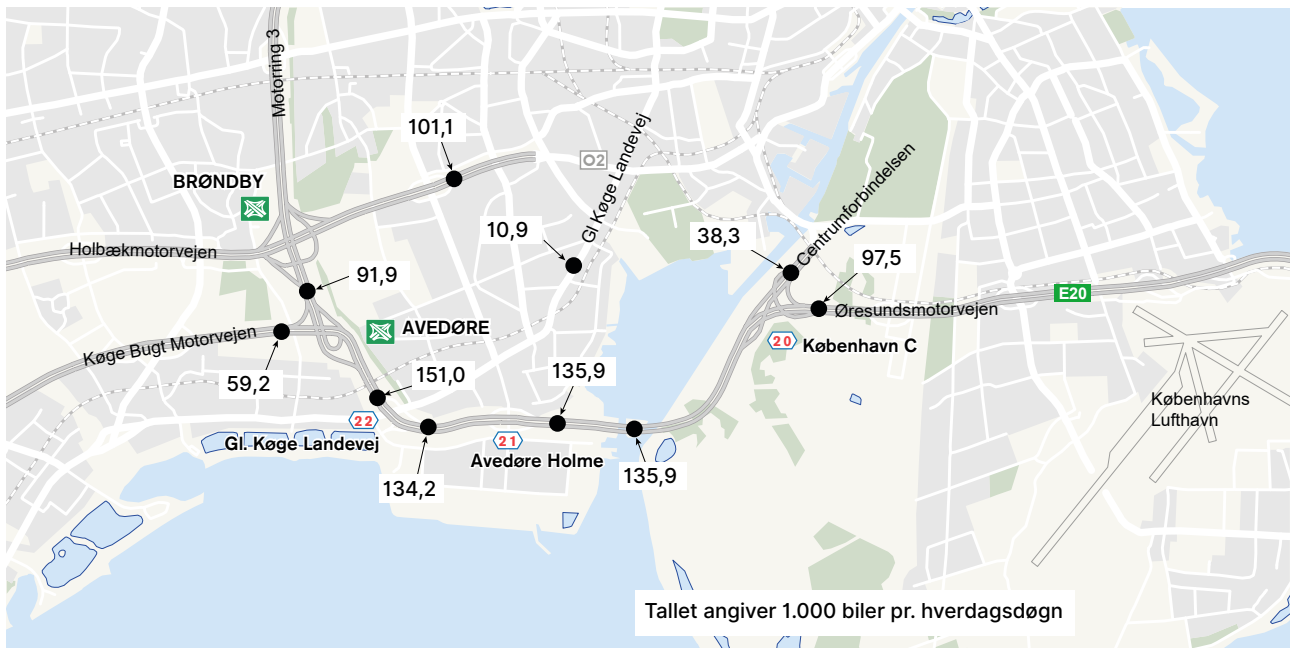 Motorring 3
101,1
O2
Gl Køge Landevej
BRØNDBY
Centrumforbindelsen
10,9
38,3
Holbækmotorvejen
97,5
91,9
E20
Øresundsmotorvejen
AVEDØRE
Køge Bugt Motorvejen
20
København C
59,2
151,0
135,9
Københavns
Lufthavn
22
Gl. Køge Landevej
21
Avedøre Holme
134,2
135,9
Tallet angiver 1.000 biler pr. hverdagsdøgn